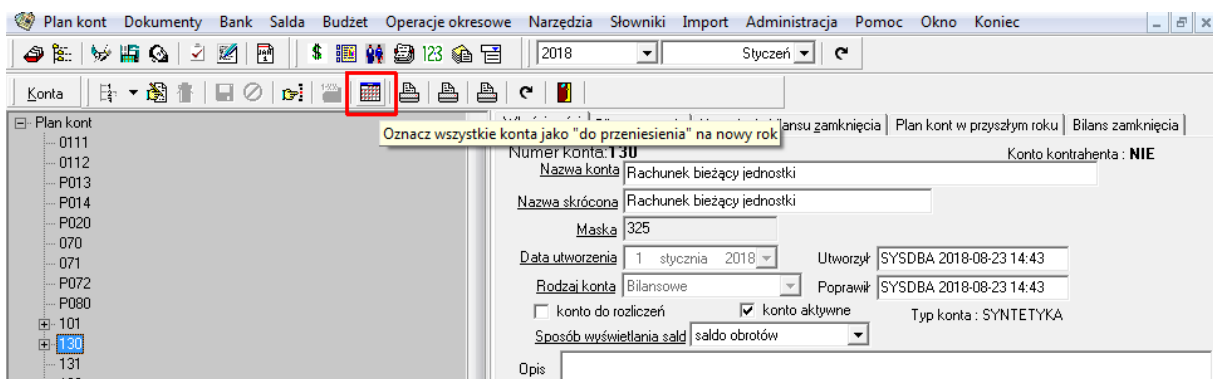 Plan kont Dokumenty Bank Salda Budżet Operacje okresowe Narzędzia Słowniki Import Administracja Pomoc Okno Koniec
123 2018 Styczeń
Konta
Plan kont
0111
0112
P013
P014
P020
070
071
P072
P080
101
130
131
bilansu zamknięcia Plan kont w przyszłym roku Bilans zamknięcia
Oznacz wszystkie konta jako "do przeniesienia" na nowy rok
Numer konta:130 Konto kontrahenta : NIE
Nazwa konta Rachunek bieżący jednostki
Nazwa skrócona Rachunek bieżący jednostki
Maska 325
Data utworzenia 1 stycznia 2018 Utworzył SYSDBA 2018-08-23 14:43
Rodzaj konta Bilansowe Poprawił SYSDBA 2018-08-23 14:43
konto do rozliczeń konto aktywne Typ konta : SYNTETYKA
Sposób wyświetlania sald saldo obrotów
Opis